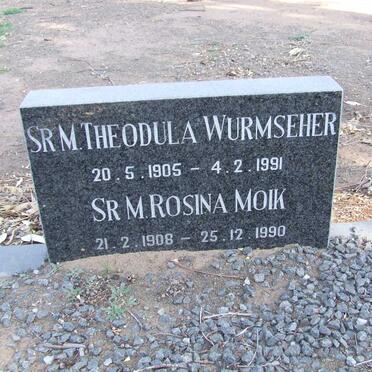 SR M. THEODULA WURMSEHER
20 . 5 . 1905 - 4 . 2 . 1991
SR M. ROSINA MOIK
21 . 2 . 1908 - 25 . 12 . 1990